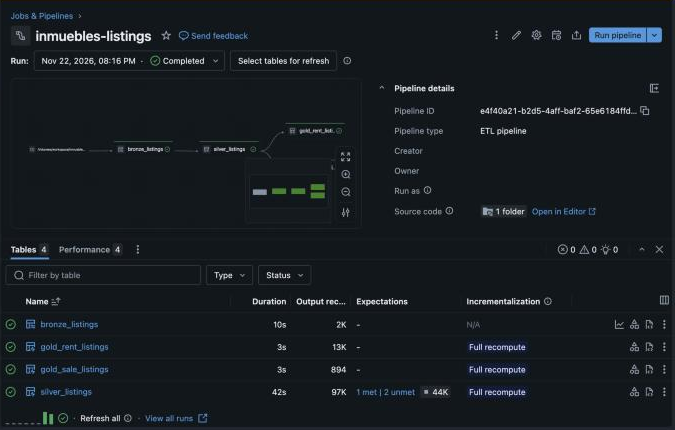 Jobs & Pipelines ›
inmuebles-listings Send feedback Run pipeline
Run: Nov 22, 2026, 08:16 PM · Completed Select tables for refresh
bronze_listings
silver_listings
gold_rent_listi...
Pipeline details
Pipeline ID e4f40a21-b2d5-4aff-baf2-65e6184ffd...
Pipeline type ETL pipeline
Creator
Owner
Run as
Source code 1 folder Open in Editor
Tables 4 Performance 4 0 0 0
Filter by table Type Status
Name Duration Output rec... Expectations Incrementalization
bronze_listings 10s 2K - N/A
gold_rent_listings 3s 13K - Full recompute
gold_sale_listings 3s 894 - Full recompute
silver_listings 42s 97K 1 met | 2 unmet 44K Full recompute
· Refresh all · View all runs